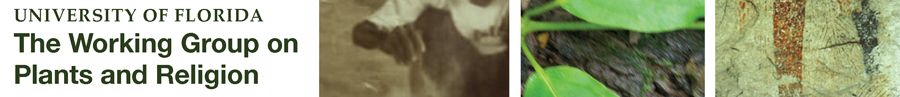 UNIVERSITY OF FLORIDA
The Working Group on
Plants and Religion